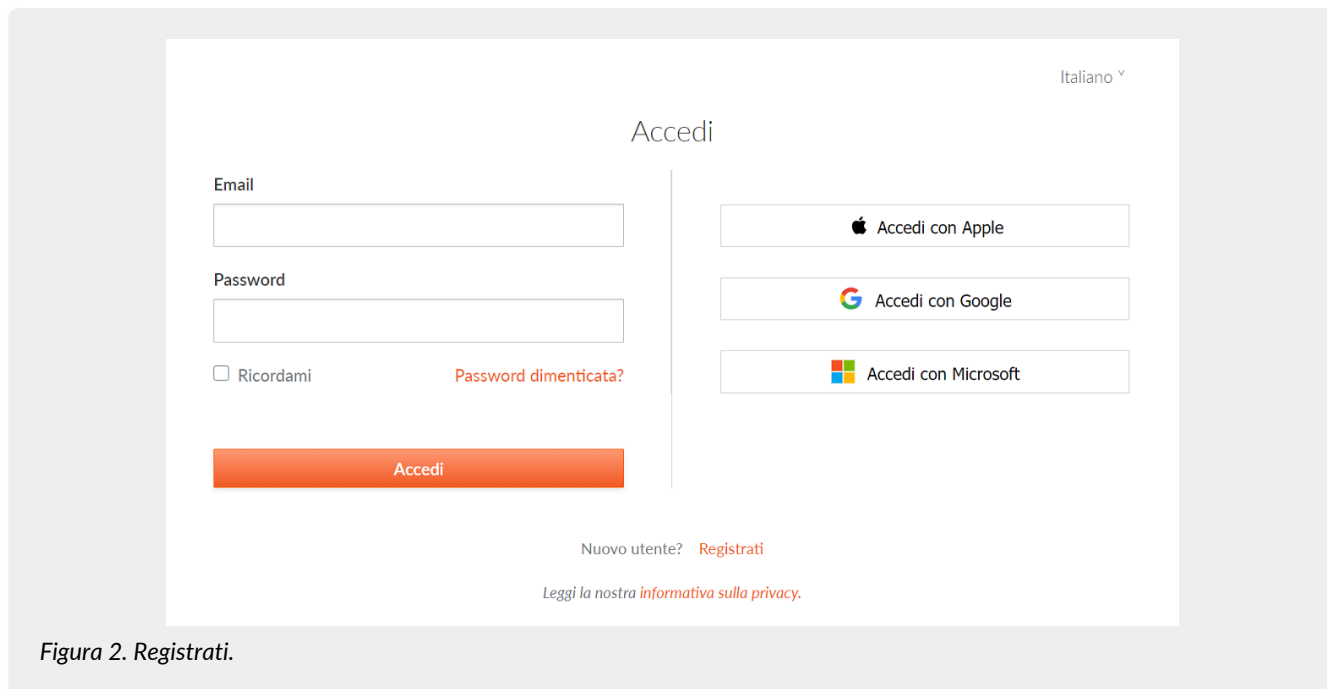 Italiano ˅
Accedi
Email
Password
Ricordami
Password dimenticata?
Accedi
Accedi con Apple
Accedi con Google
Accedi con Microsoft
Nuovo utente? Registrati
Leggi la nostra informativa sulla privacy.
Figura 2. Registrati.